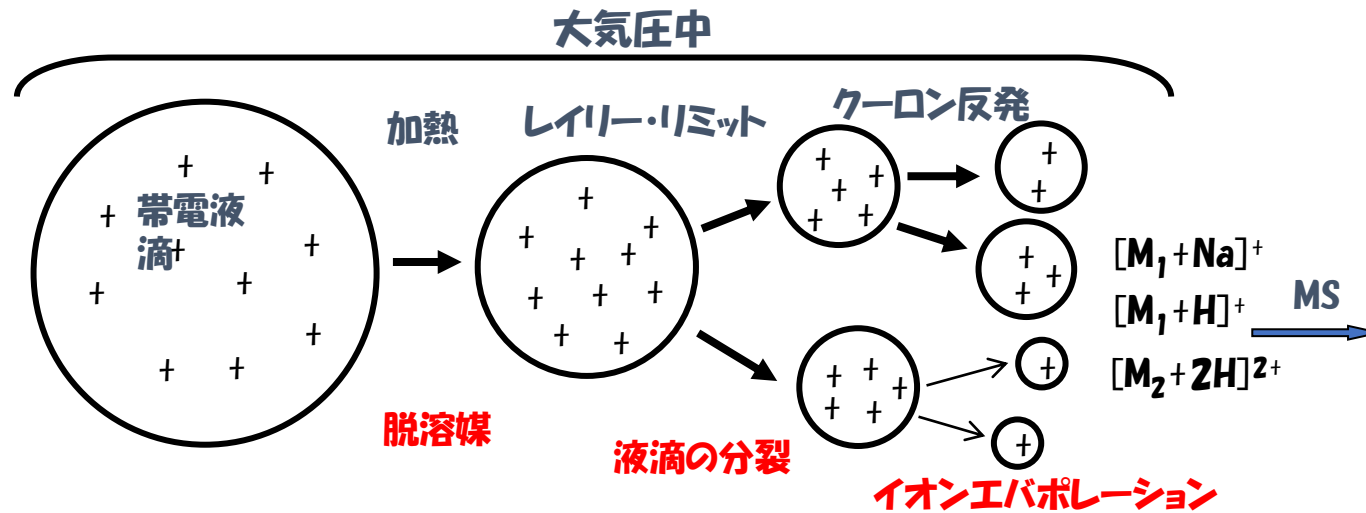 大気圧中
加熱
レイリー・リミット
クーロン反発
帯電液
滴
[M₁+Na]⁺
[M₁+H]⁺
[M₂+2H]²⁺
MS
脱溶媒
液滴の分裂
イオンエバポレーション